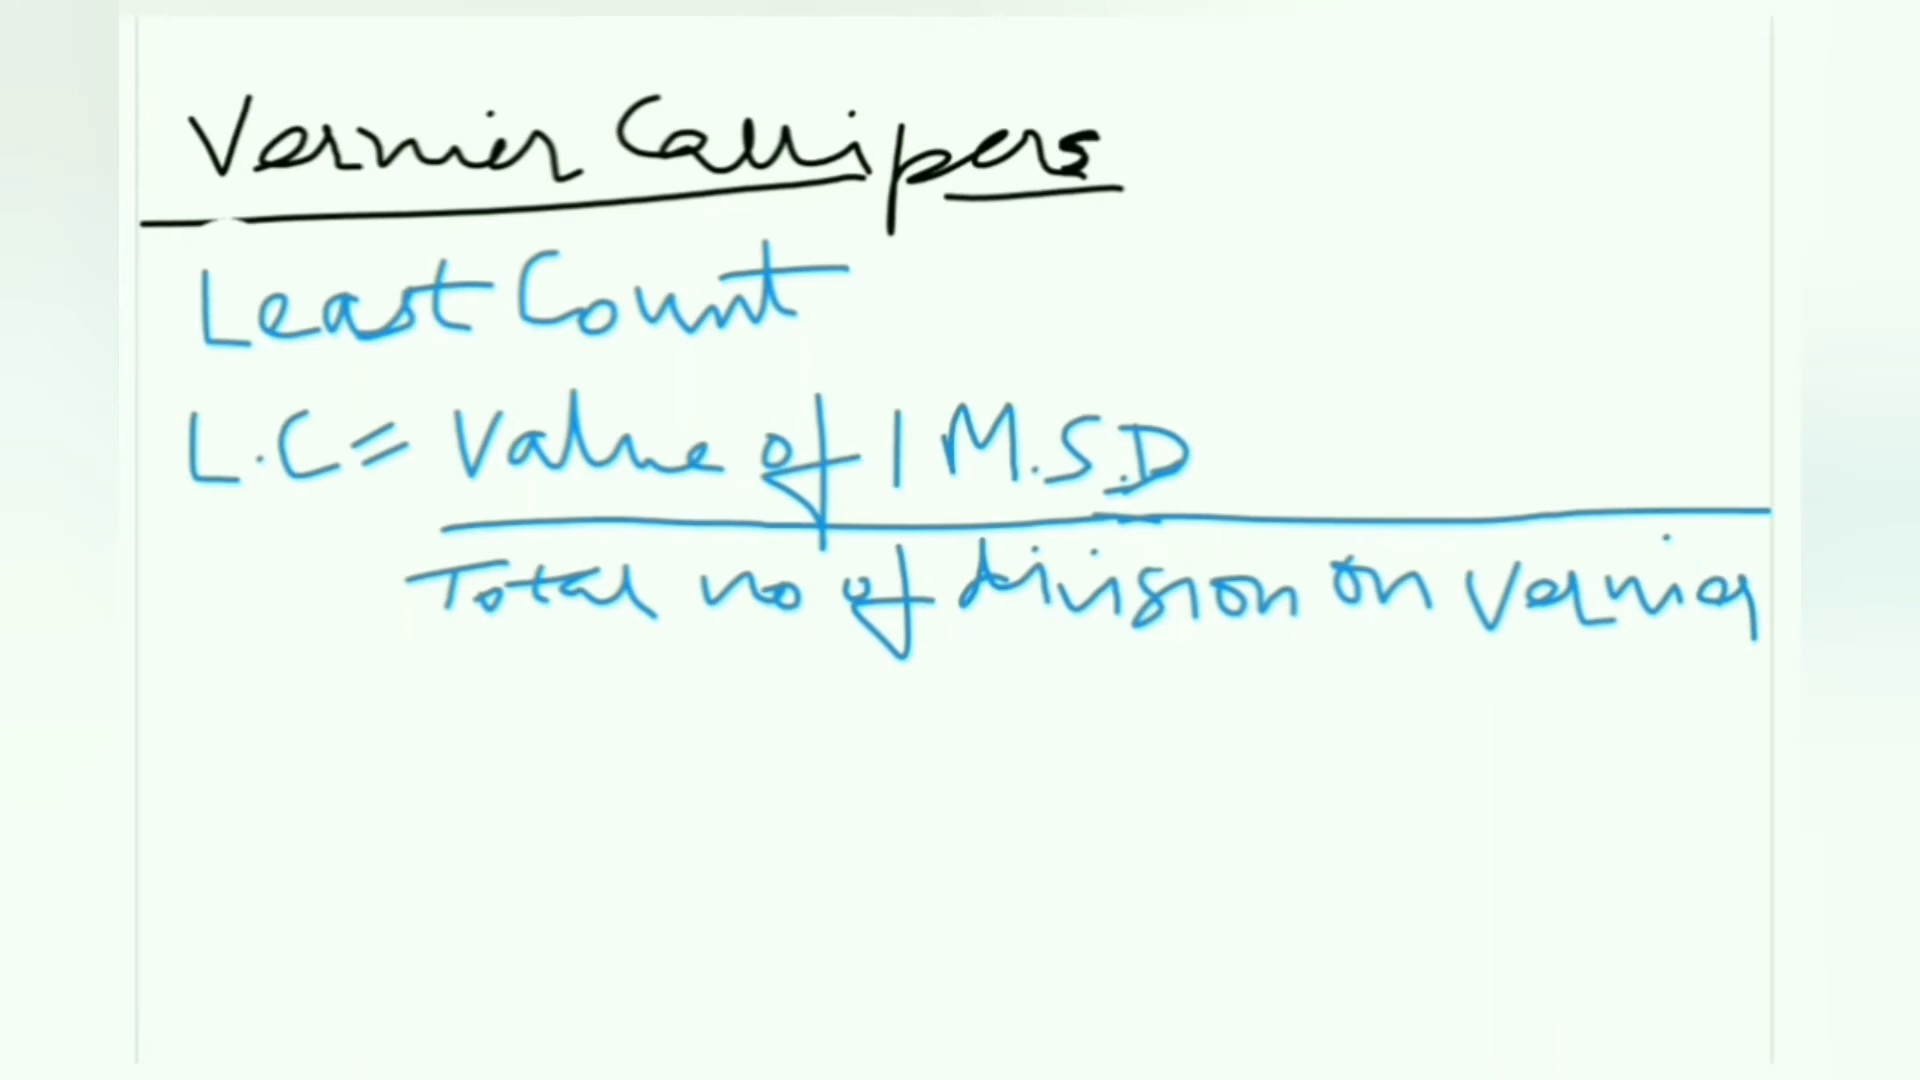 Vernier Callipers
Least Count
L.C = Value of 1 M.S.D
Total no of division on vernier